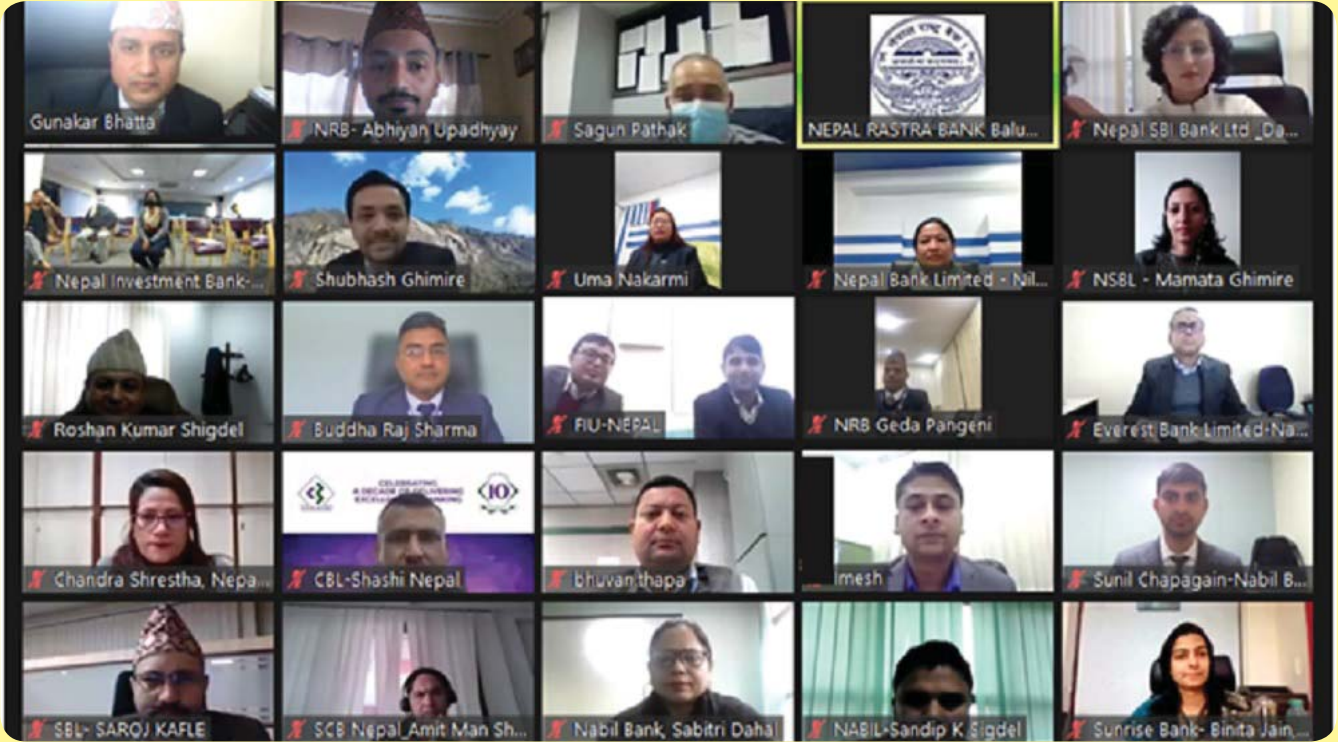 Gunakar Bhatta
NRB- Abhiyan Upadhyay
Sagun Pathak
NEPAL RASTRA BANK Balu...
Nepal SBI Bank Ltd _Da...
Nepal Investment Bank-...
Shubhash Ghimire
Uma Nakarmi
Nepal Bank Limited - Nil...
NSBL - Mamata Ghimire
Roshan Kumar Shigdel
Buddha Raj Sharma
FIU-NEPAL
NRB Geda Pangeni
Everest Bank Limited-Na...
CELEBRATING
A DECADE OF DELIVERING
10
Chandra Shrestha, Nepa...
CBL-Shashi Nepal
bhuvan thapa
mesh
Sunil Chapagain-Nabil B...
SBL- SAROJ KAFLE
SCB Nepal_Amit Man Sh...
Nabil Bank, Sabitri Dahal
NABIL-Sandip K Sigdel
Sunrise Bank- Binita Jain,...